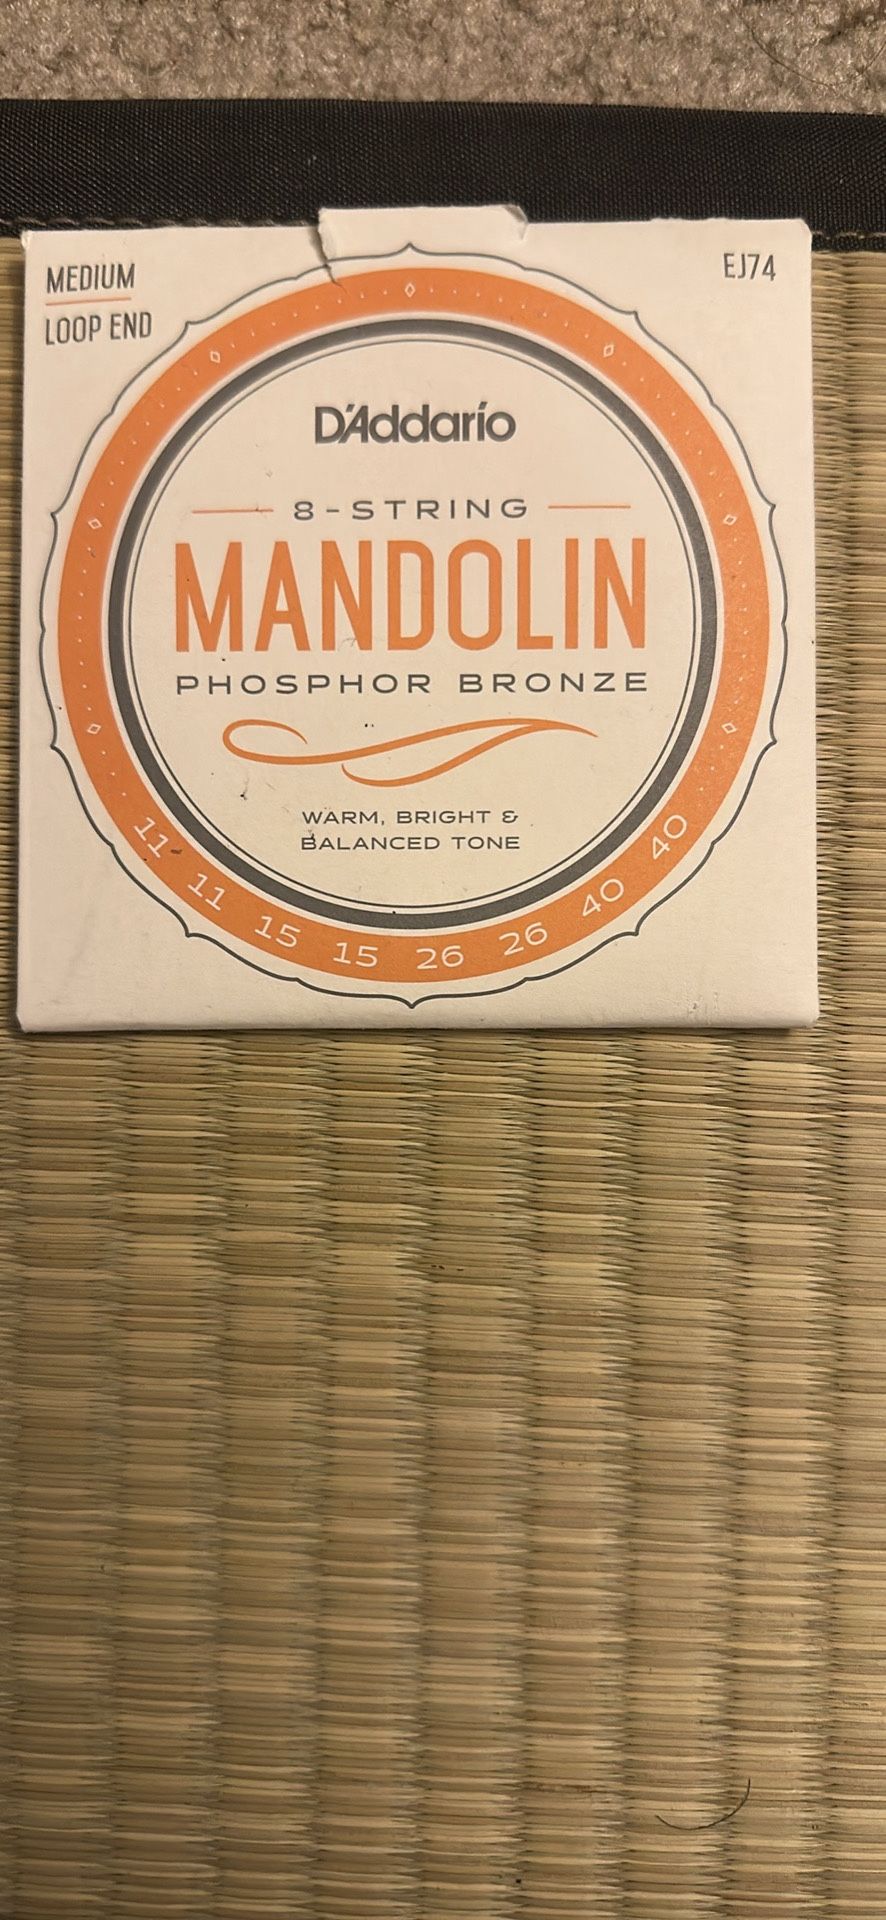 MEDIUM
LOOP END
EJ74
D'Addario
8-STRING
MANDOLIN
PHOSPHOR BRONZE
WARM, BRIGHT &
BALANCED TONE
11 11 15 15 26 26 40 40